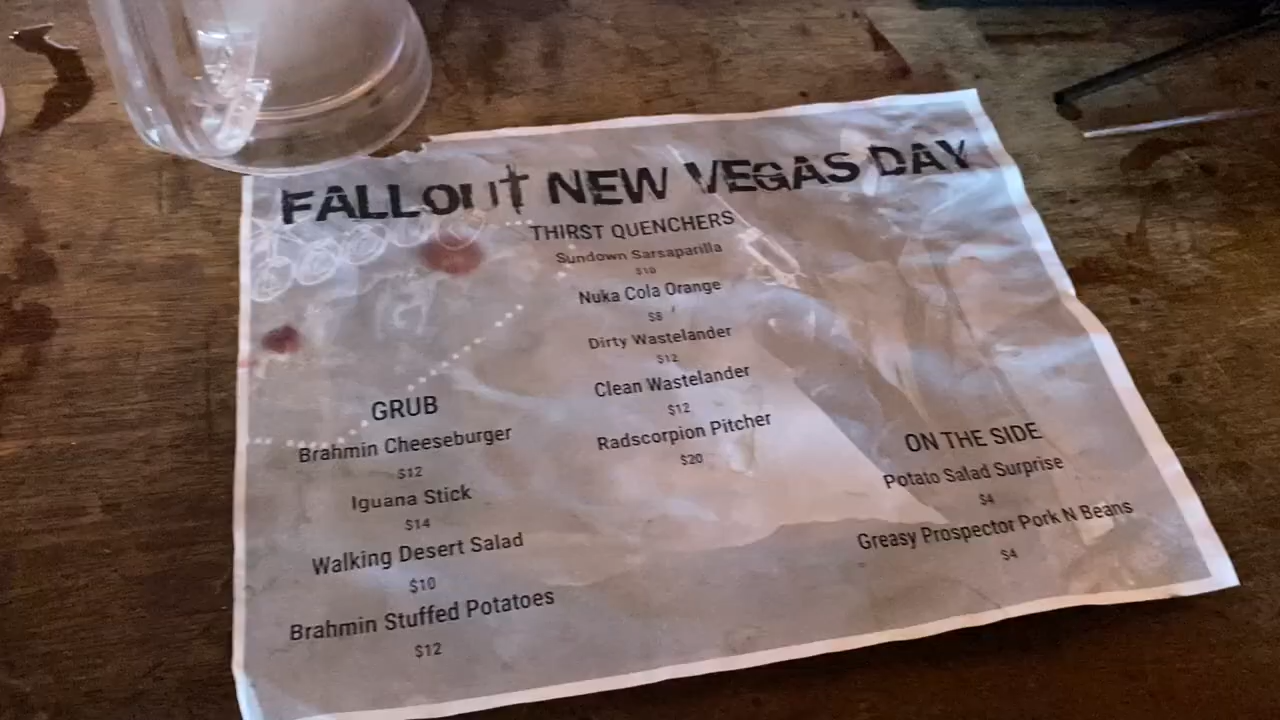 FALLOUT NEW VEGAS DAY
THIRST QUENCHERS
Sundown Sarsaparilla
$10
Nuka Cola Orange
$8
Dirty Wastelander
$12
Clean Wastelander
$12
Radscorpion Pitcher
$20
GRUB
Brahmin Cheeseburger
$12
Iguana Stick
$14
Walking Desert Salad
$10
Brahmin Stuffed Potatoes
$12
ON THE SIDE
Potato Salad Surprise
$4
Greasy Prospector Pork N Beans
$4